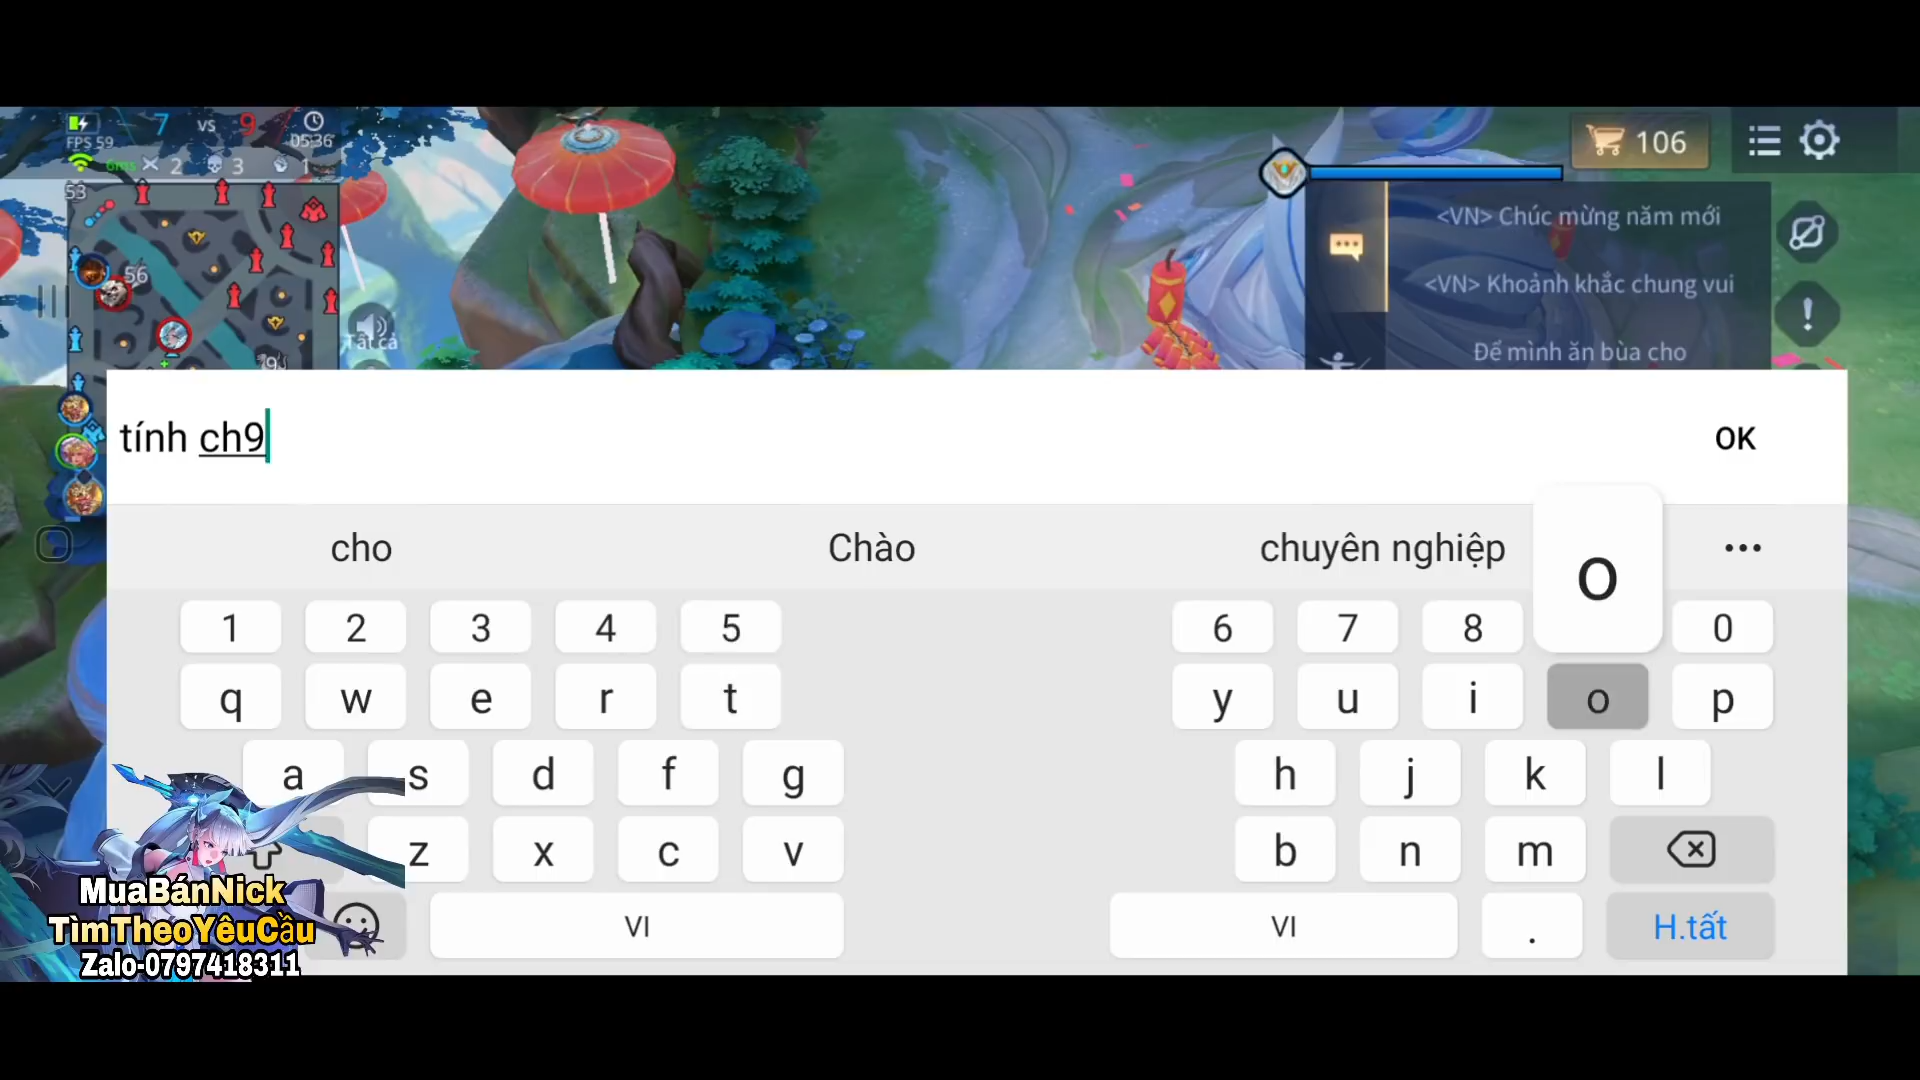 7 vs 9
FPS 59
05:36
6ms 2 3 1
53
56
Tất cả
106
<VN> Chúc mừng năm mới
<VN> Khoảnh khắc chung vui
Để mình ăn bùa cho
tính ch9
OK
cho Chào chuyên nghiệp
o
1 2 3 4 5 6 7 8 0
q w e r t y u i o p
a s d f g h j k l
z x c v b n m
VI VI . H.tất
MuaBánNick
TìmTheoYêuCầu
Zalo-0797418311